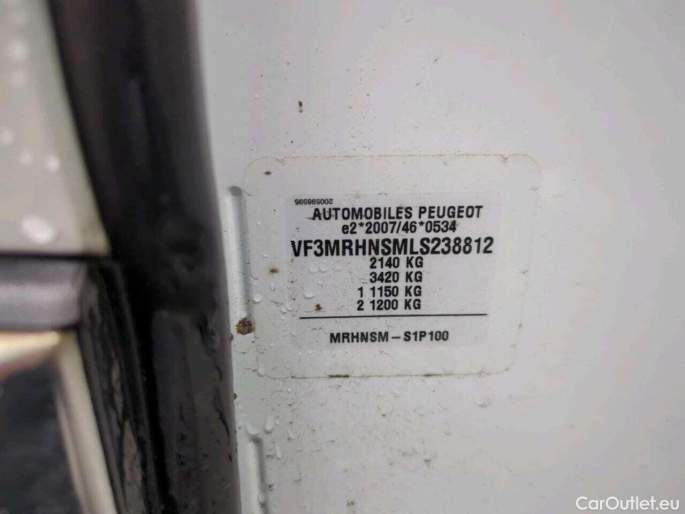 200598595
AUTOMOBILES PEUGEOT
e2*2007/46*0534
VF3MRHNSMLS238812
2140 KG
3420 KG
1 1150 KG
2 1200 KG
MRHNSM-S1P100
CarOutlet.eu